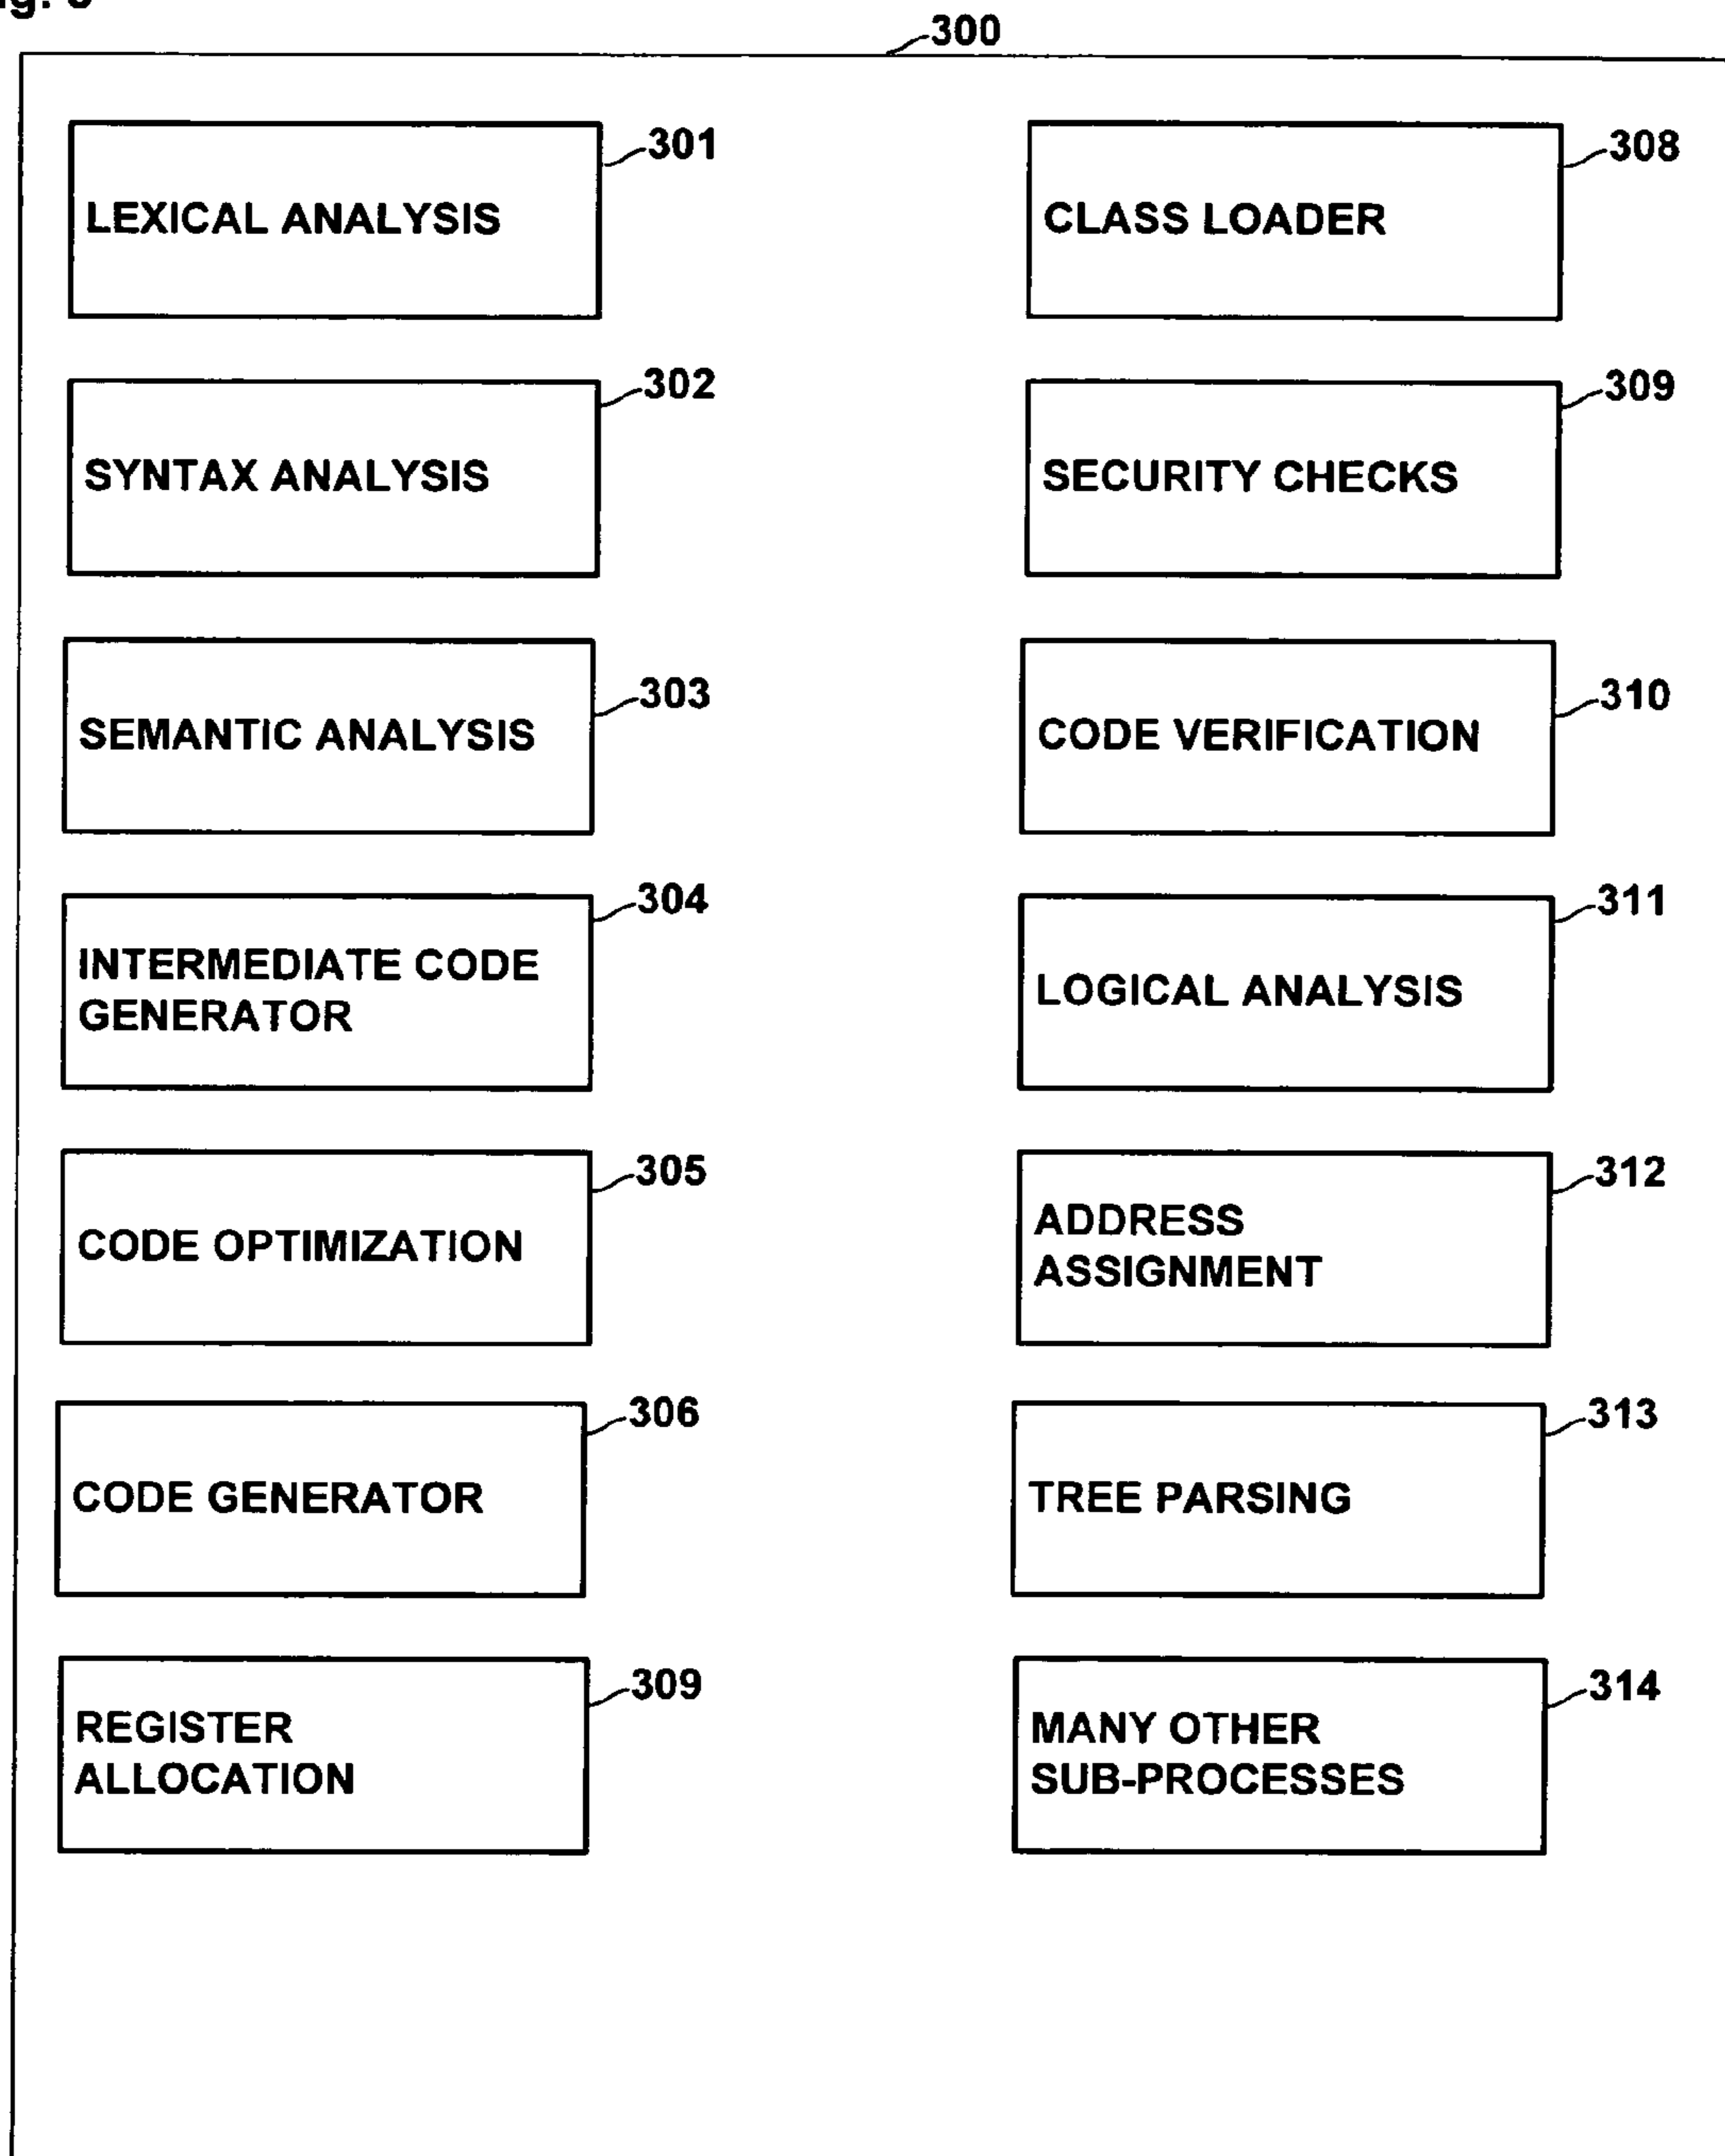 300
301
LEXICAL ANALYSIS
302
SYNTAX ANALYSIS
303
SEMANTIC ANALYSIS
304
INTERMEDIATE CODE
GENERATOR
305
CODE OPTIMIZATION
306
CODE GENERATOR
309
REGISTER
ALLOCATION
308
CLASS LOADER
309
SECURITY CHECKS
310
CODE VERIFICATION
311
LOGICAL ANALYSIS
312
ADDRESS
ASSIGNMENT
313
TREE PARSING
314
MANY OTHER
SUB-PROCESSES